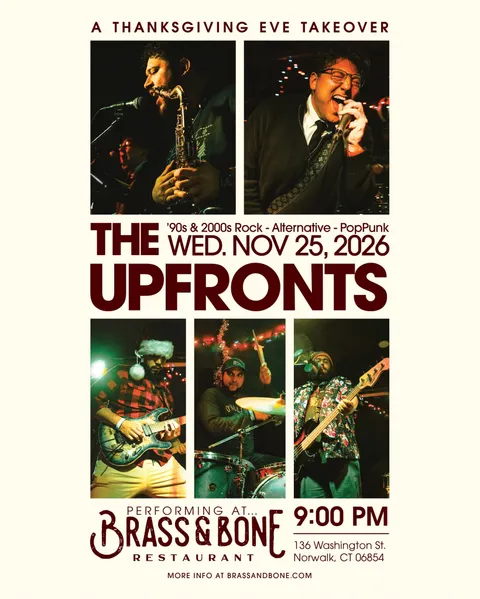 A THANKSGIVING EVE TAKEOVER
'90s & 2000s Rock - Alternative - PopPunk
THE WED. NOV 25, 2026
UPFRONTS
PERFORMING AT...
BRASS & BONE
RESTAURANT
9:00 PM
136 Washington St.
Norwalk, CT 06854
MORE INFO AT BRASSANDBONE.COM